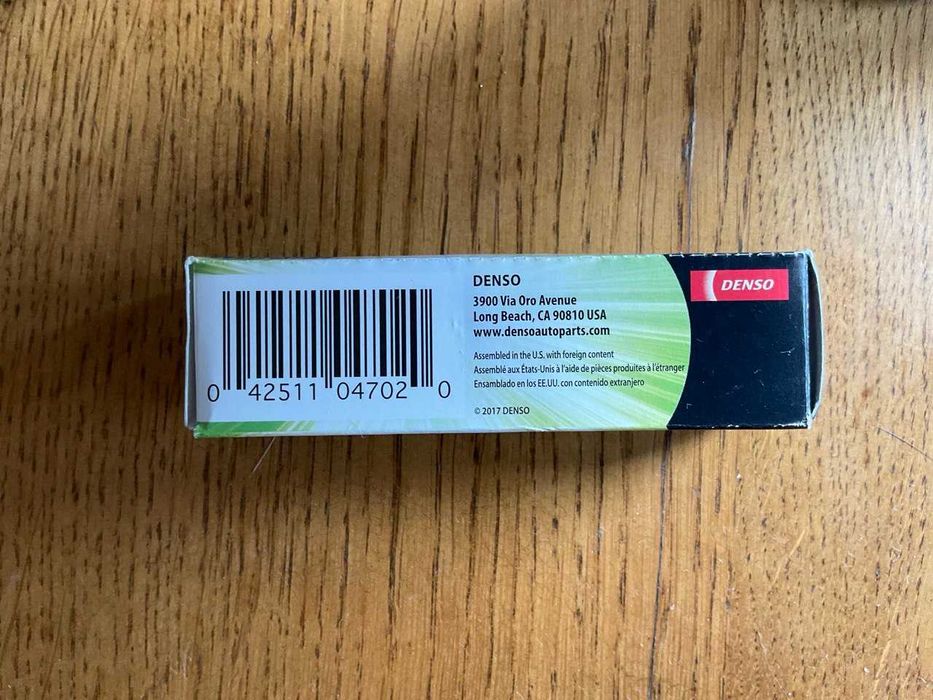 0 42511 04702 0
DENSO
3900 Via Oro Avenue
Long Beach, CA 90810 USA
www.densoautoparts.com
Assembled in the U.S. with foreign content
Assemblé aux États-Unis à l'aide de pièces produites à l'étranger
Ensamblado en los EE.UU. con contenido extranjero
© 2017 DENSO
DENSO